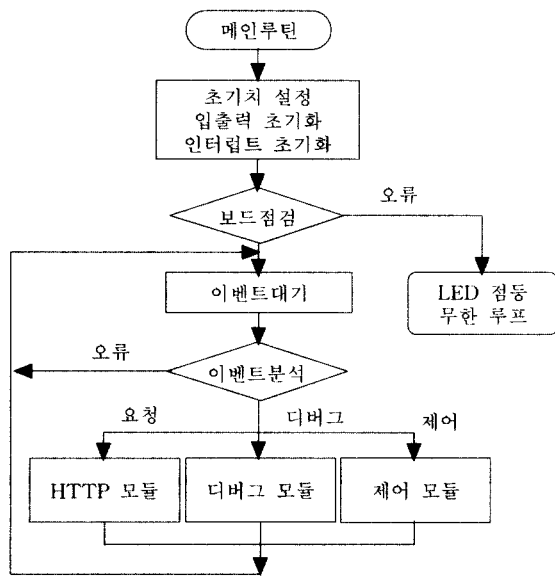 메인루틴
초기치 설정
입출력 초기화
인터럽트 초기화
오류
보드점검
이벤트대기
LED 점등
무한 루프
오류
이벤트분석
요청
디버그
제어
HTTP 모듈
디버그 모듈
제어 모듈